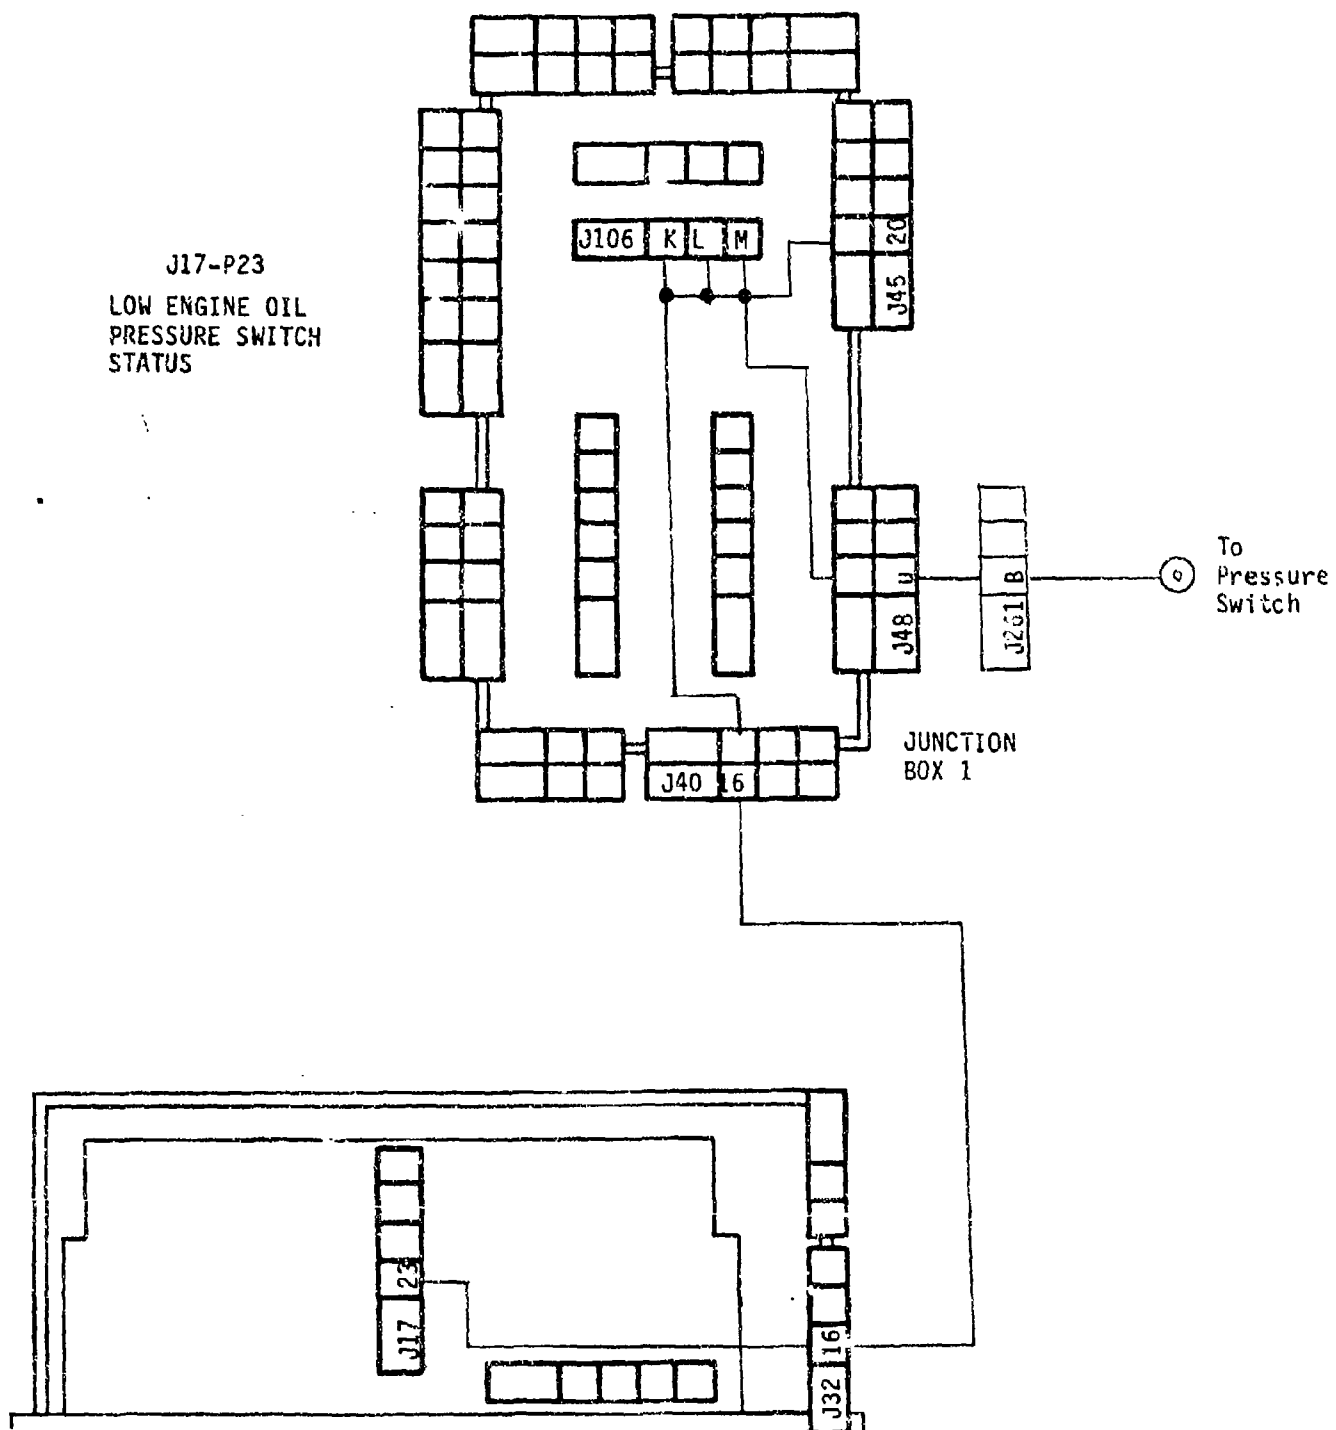 J106 K L M
20
J45
J17-P23
LOW ENGINE OIL
PRESSURE SWITCH
STATUS
To
Pressure
Switch
U
J48
B
J261
JUNCTION
BOX 1
J40 16
23
J17
16
J32